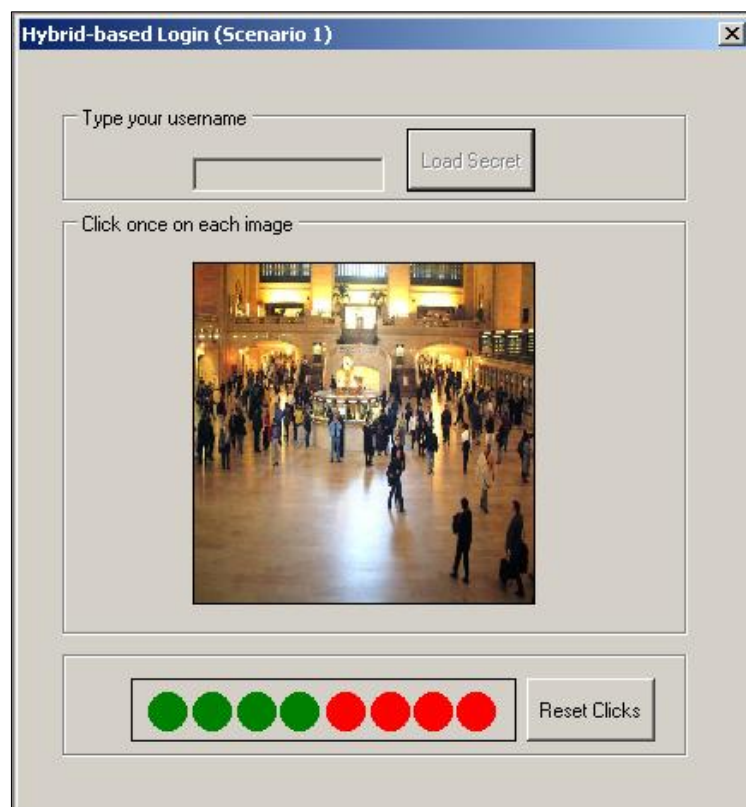 Hybrid-based Login (Scenario 1)
Type your username
Load Secret
Click once on each image
Reset Clicks